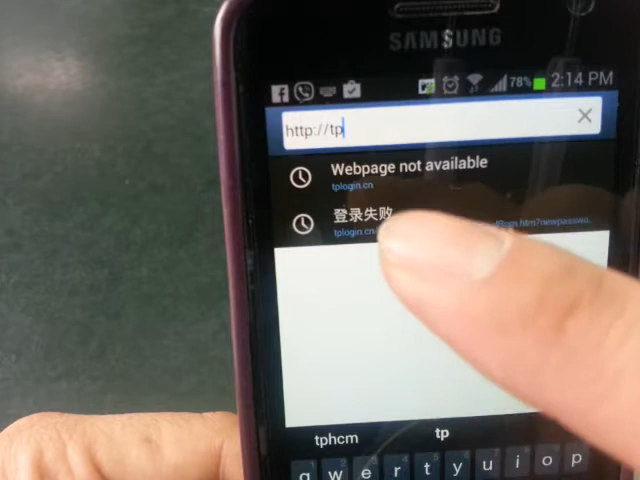 SAMSUNG
78% 2:14 PM
http://tp
Webpage not available
tplogin.cn
登录失败
tplogin.cn/
tphcm tp
q w e r t y u i o p